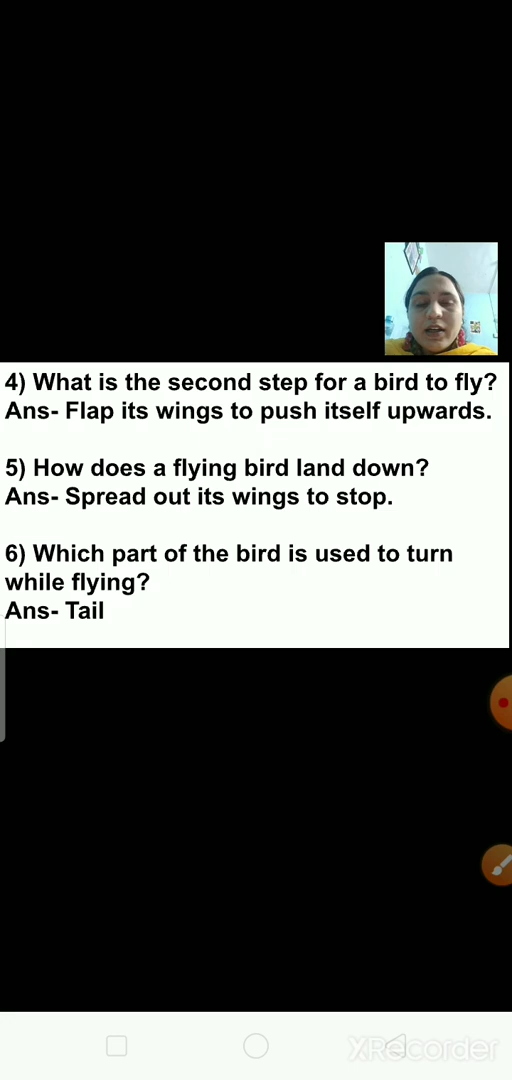 4) What is the second step for a bird to fly?
Ans- Flap its wings to push itself upwards.
5) How does a flying bird land down?
Ans- Spread out its wings to stop.
6) Which part of the bird is used to turn
while flying?
Ans- Tail
XRecorder